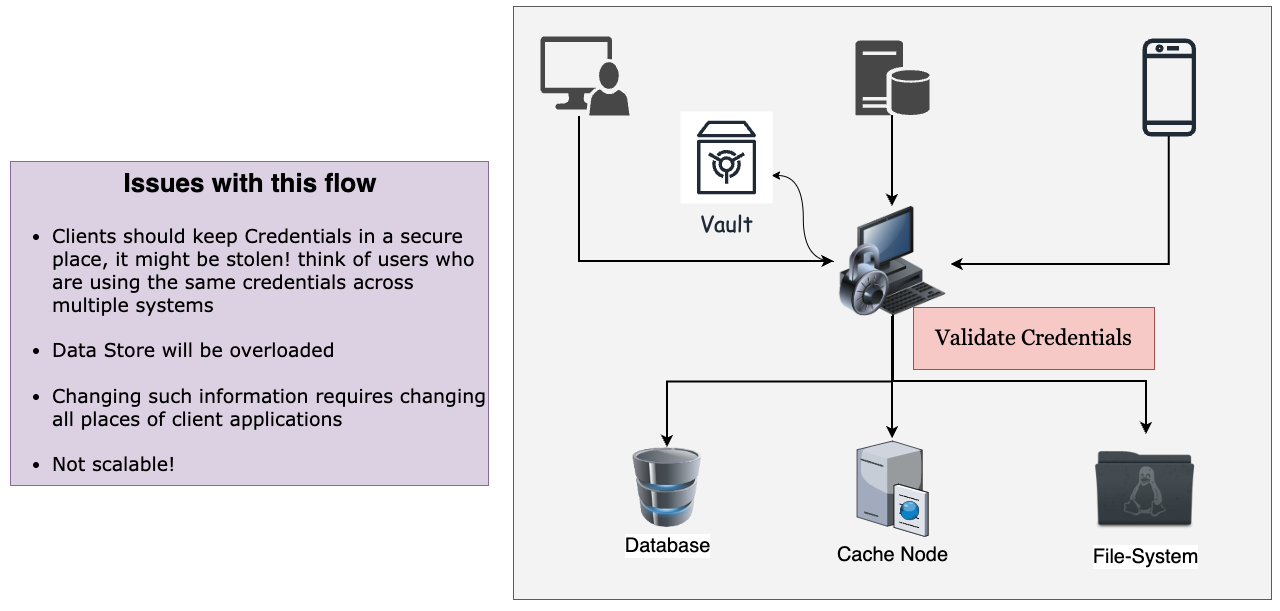 Issues with this flow
• Clients should keep Credentials in a secure
place, it might be stolen! think of users who
are using the same credentials across
multiple systems
• Data Store will be overloaded
• Changing such information requires changing
all places of client applications
• Not scalable!
Vault
Validate Credentials
Database
Cache Node
File-System